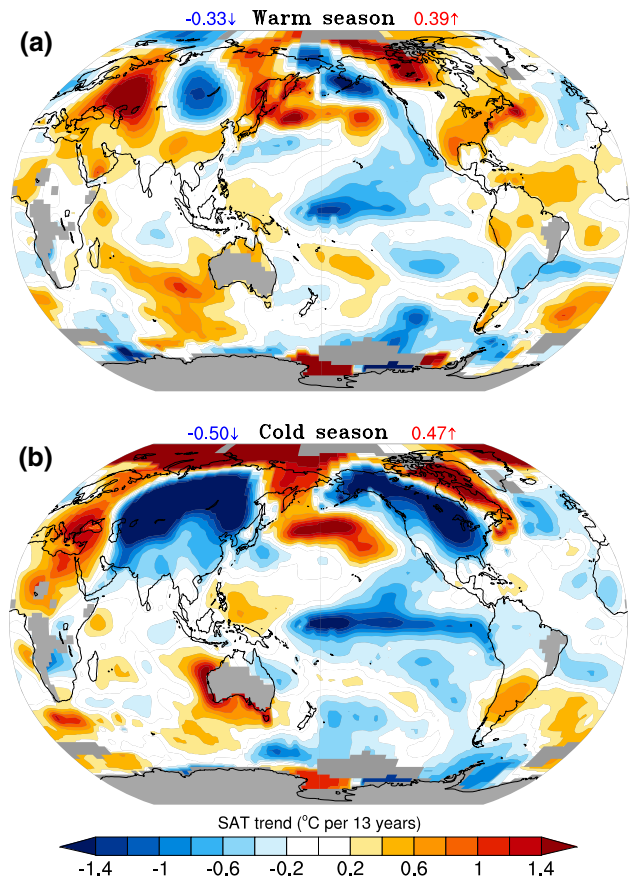 -0.33↓ Warm season 0.39↑
(a)
-0.50↓ Cold season 0.47↑
(b)
SAT trend (°C per 13 years)
-1.4 -1 -0.6 -0.2 0.2 0.6 1 1.4